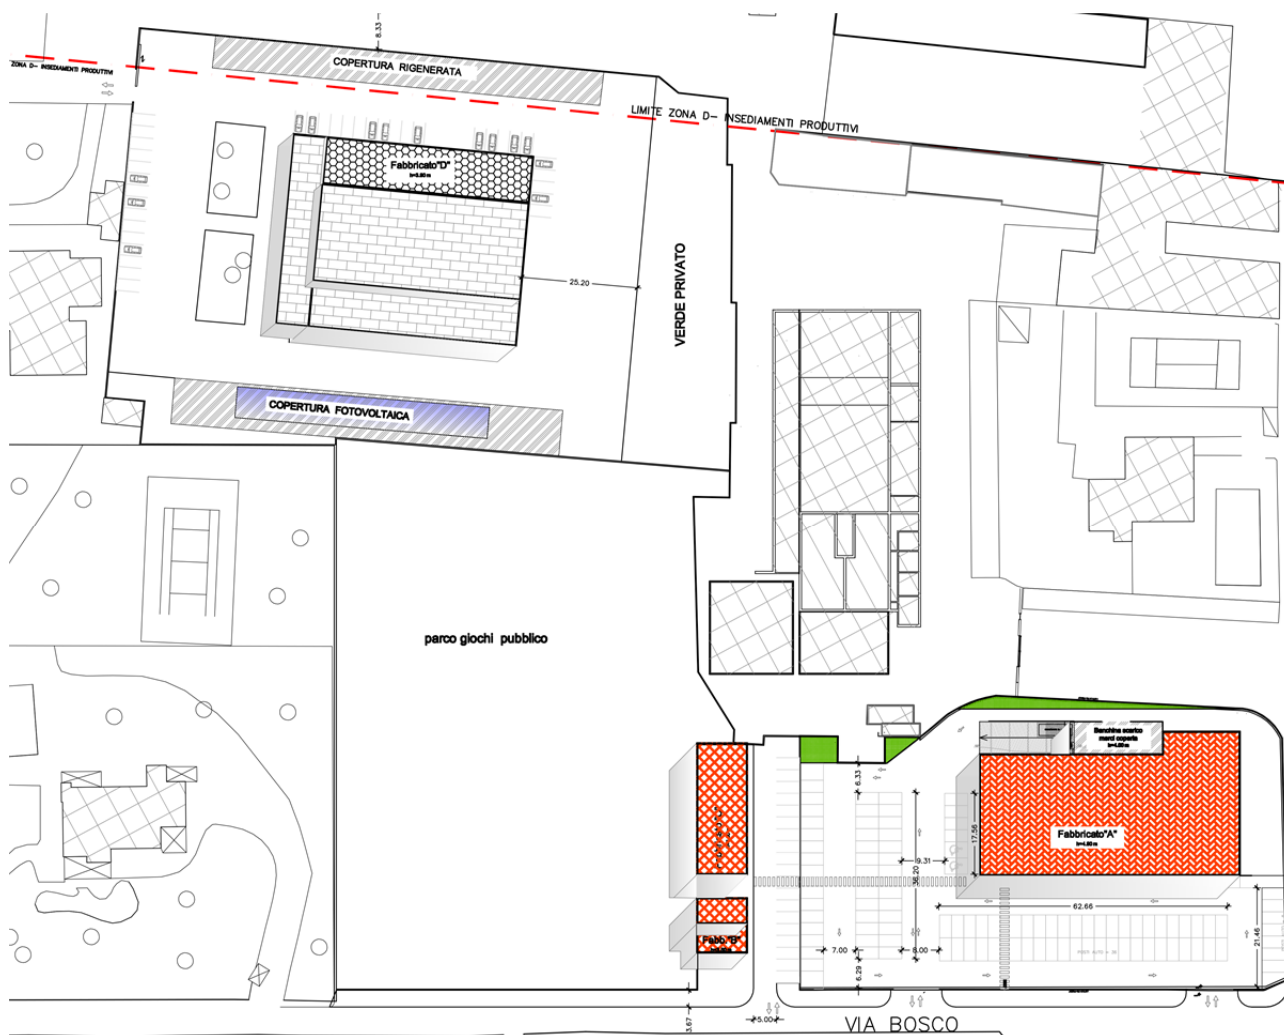 8.33
COPERTURA RIGENERATA
ZONA D- INSEDIAMENTI PRODUTTIVI
LIMITE ZONA D- INSEDIAMENTI PRODUTTIVI
Fabbricato"D"
25.20
VERDE PRIVATO
COPERTURA FOTOVOLTAICA
parco giochi pubblico
Banchina scarico
merci coperta
6.33
Fabbricato"A"
17.56
9.31
36.20
62.66
21.46
Fabb."B"
7.00
8.00
6.29
3.67
5.00
VIA BOSCO